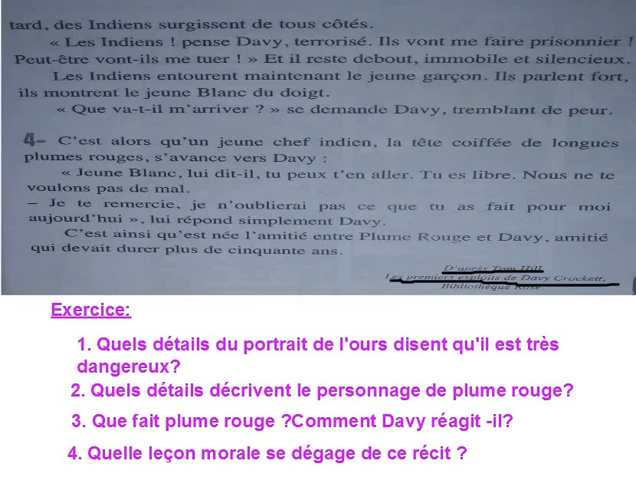 tard, des Indiens surgissent de tous côtés.
« Les Indiens ! pense Davy, terrorisé. Ils vont me faire prisonnier !
Peut-être vont-ils me tuer ! » Et il reste debout, immobile et silencieux.
Les Indiens entourent maintenant le jeune garçon. Ils parlent fort,
ils montrent le jeune Blanc du doigt.
« Que va-t-il m'arriver ? » se demande Davy, tremblant de peur.
4- C'est alors qu'un jeune chef indien, la tête coiffée de longues
plumes rouges, s'avance vers Davy :
« Jeune Blanc, lui dit-il, tu peux t'en aller. Tu es libre. Nous ne te
voulons pas de mal.
– Je te remercie, je n'oublierai pas ce que tu as fait pour moi
aujourd'hui », lui répond simplement Davy.
C'est ainsi qu'est née l'amitié entre Plume Rouge et Davy, amitié
qui devait durer plus de cinquante ans.
D'après Tom Hill
Les premiers exploits de Davy Crockett,
Bibliothèque Rose.
Exercice:
1. Quels détails du portrait de l'ours disent qu'il est très
dangereux?
2. Quels détails décrivent le personnage de plume rouge?
3. Que fait plume rouge ?Comment Davy réagit -il?
4. Quelle leçon morale se dégage de ce récit ?